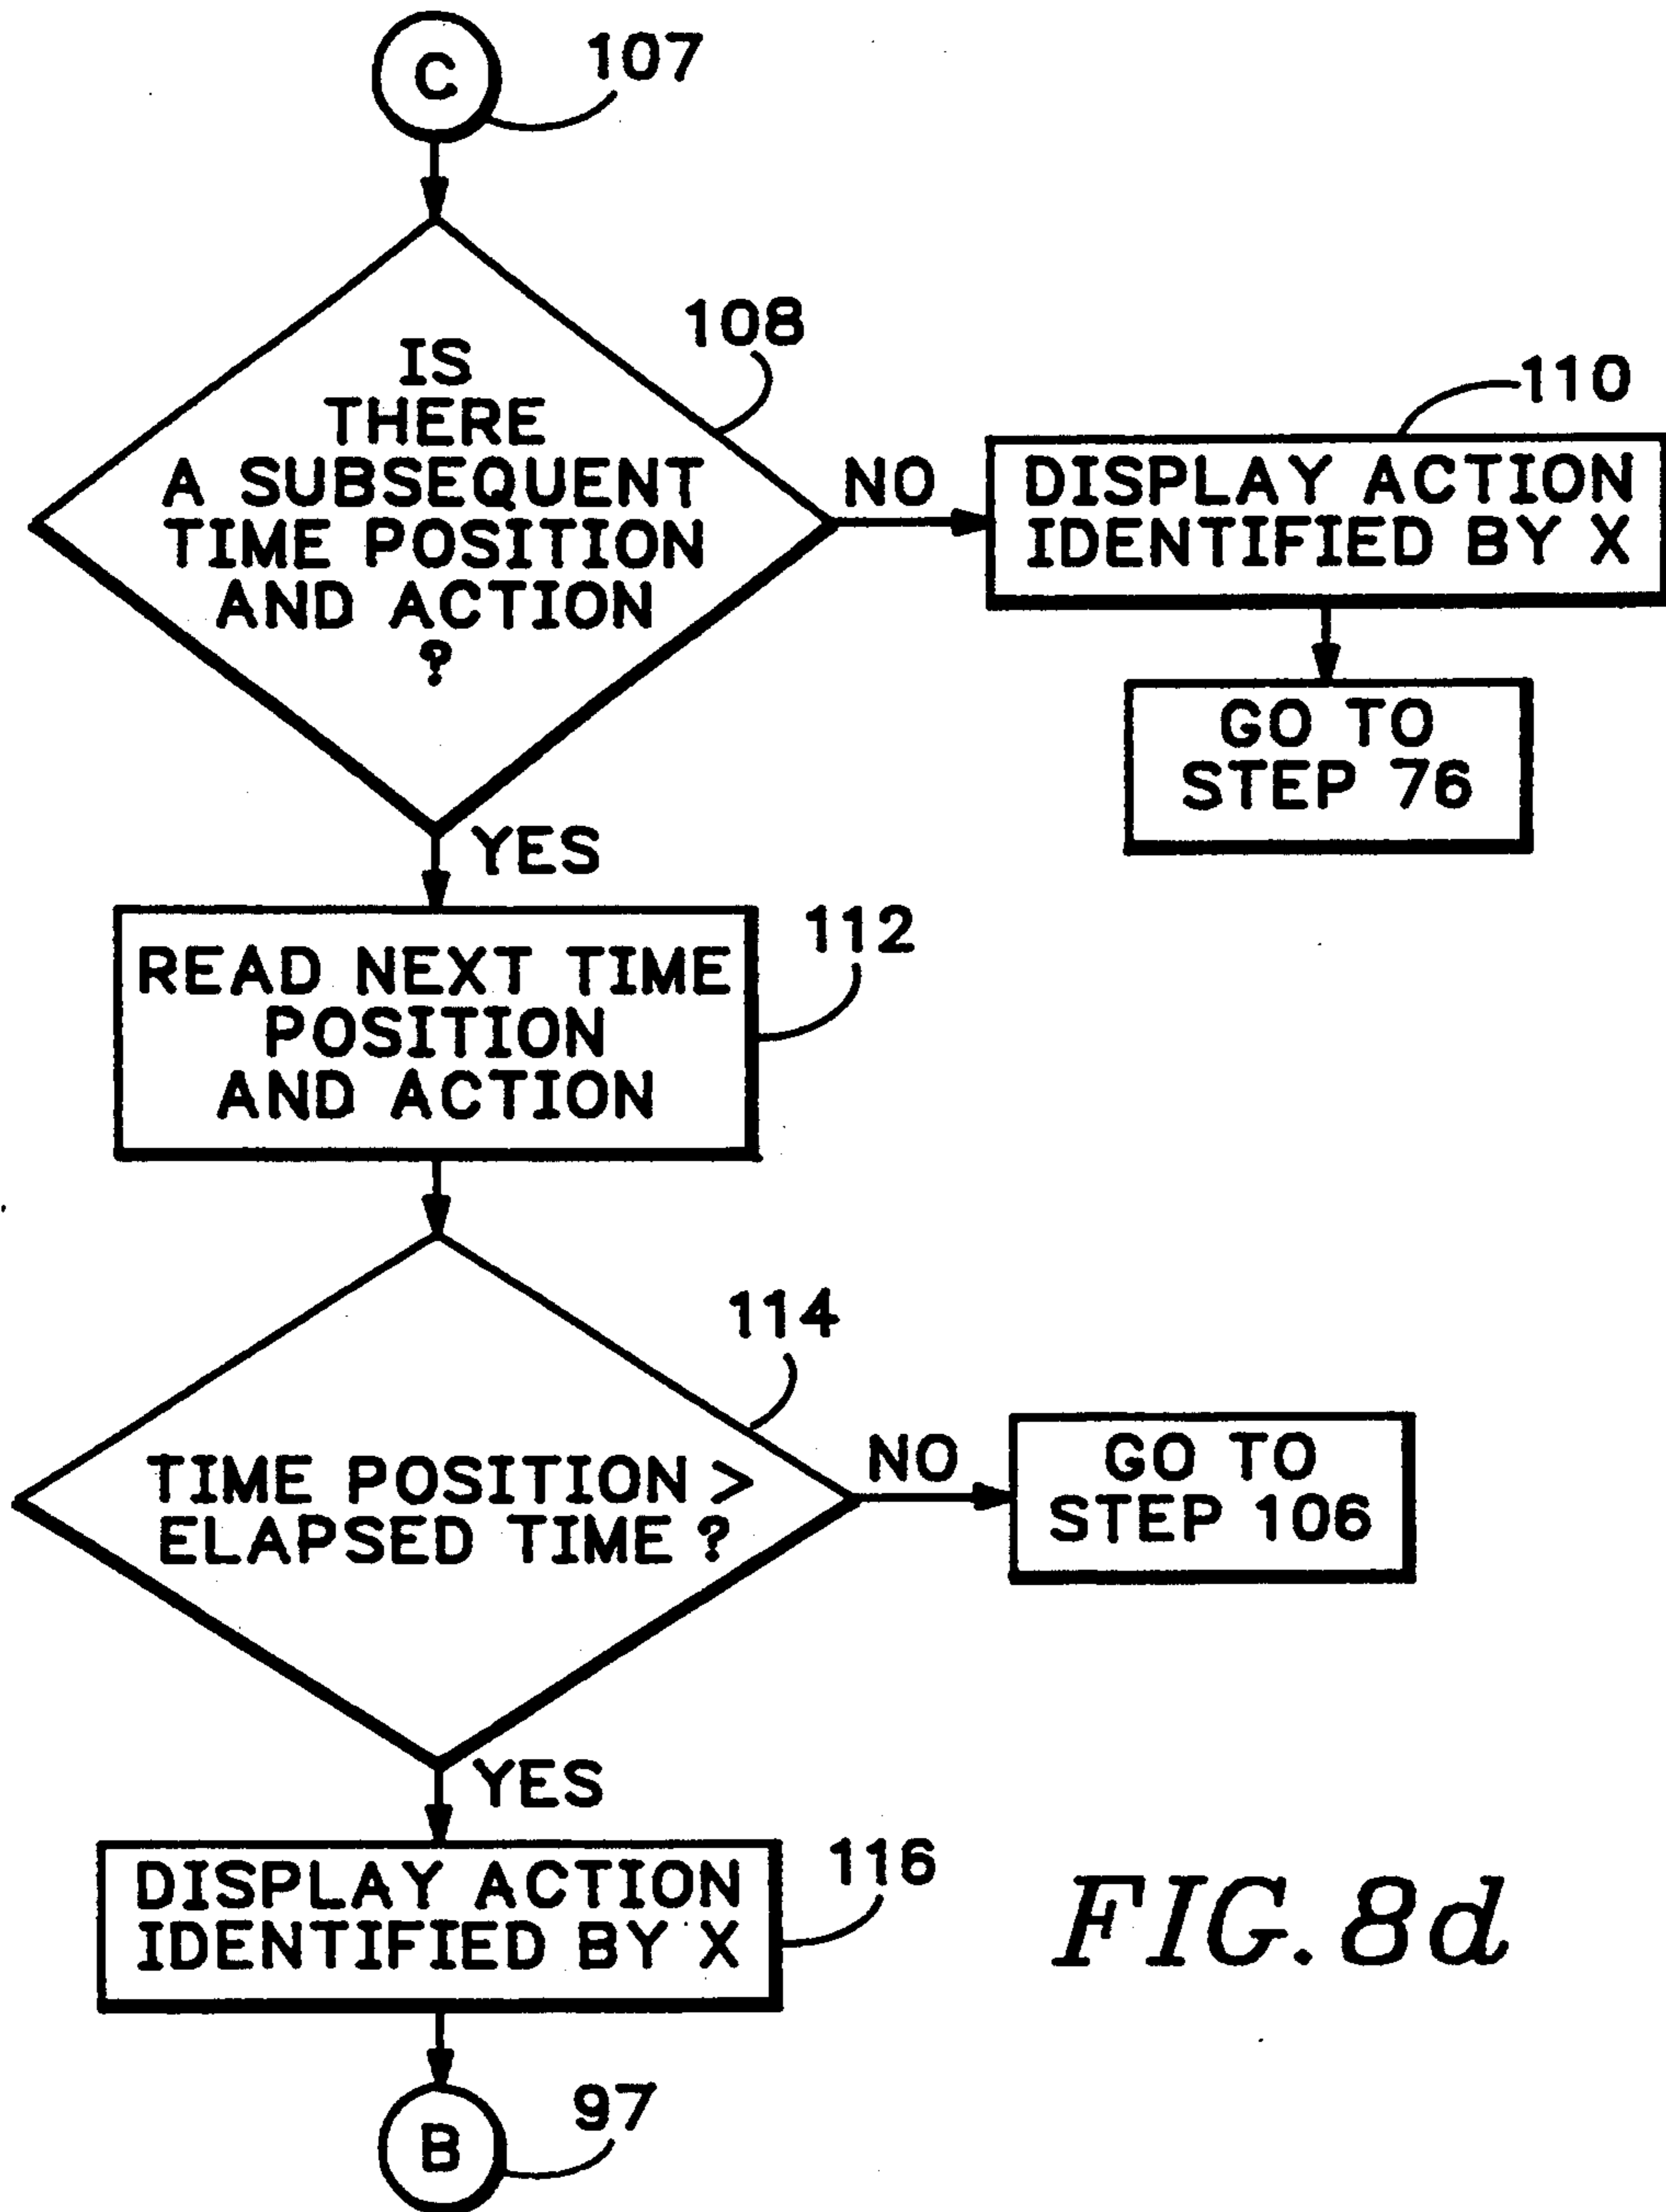 C
107
IS
THERE
A SUBSEQUENT
TIME POSITION
AND ACTION
?
108
NO
110
DISPLAY ACTION
IDENTIFIED BY X
GO TO
STEP 76
YES
READ NEXT TIME
POSITION
AND ACTION
112
114
TIME POSITION >
ELAPSED TIME ?
NO
GO TO
STEP 106
YES
DISPLAY ACTION
IDENTIFIED BY X
116
B
97
FIG. 8d